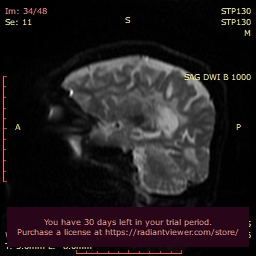 Im: 34/48
Se: 11
S
STP130
STP130
M
SAG DWI B 1000
A
P
You have 30 days left in your trial period.
Purchase a license at https://radiantviewer.com/store/